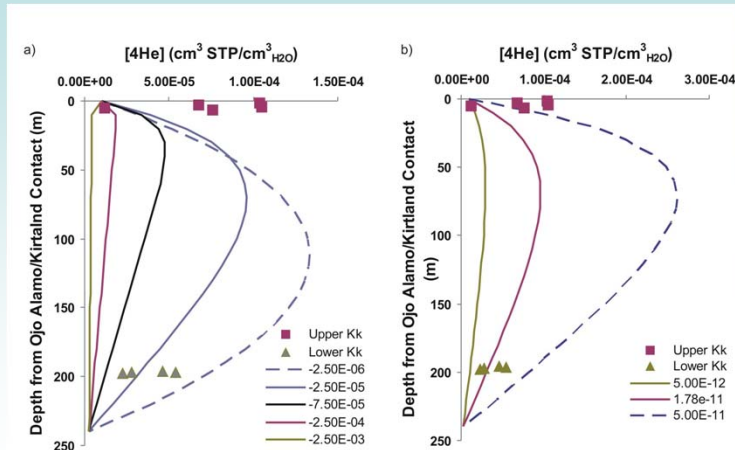 a)
[4He] (cm³ STP/cm³H2O)
0.00E+00 5.00E-05 1.00E-04 1.50E-04
Depth from Ojo Alamo/Kirtalnd Contact (m)
0
50
100
150
200
250
Upper Kk
Lower Kk
-2.50E-06
-2.50E-05
-7.50E-05
-2.50E-04
-2.50E-03
b)
[4He] (cm³ STP/cm³H2O)
0.00E+00 1.00E-04 2.00E-04 3.00E-04
Depth from Ojo Alamo/Kirtland Contact
(m)
0
50
100
150
200
250
Upper Kk
Lower Kk
5.00E-12
1.78e-11
5.00E-11